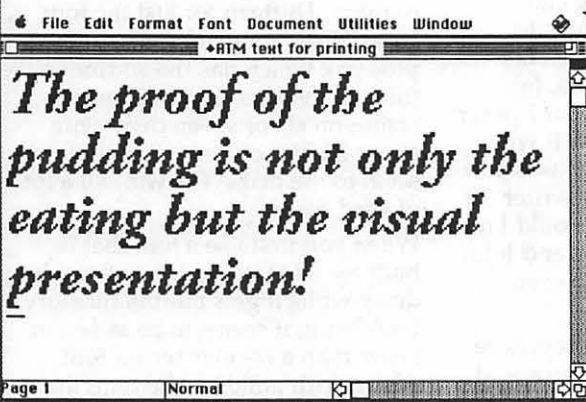 File Edit Format Font Document Utilities Window
+ATM text for printing
The proof of the
pudding is not only the
eating but the visual
presentation!
Page 1 Normal